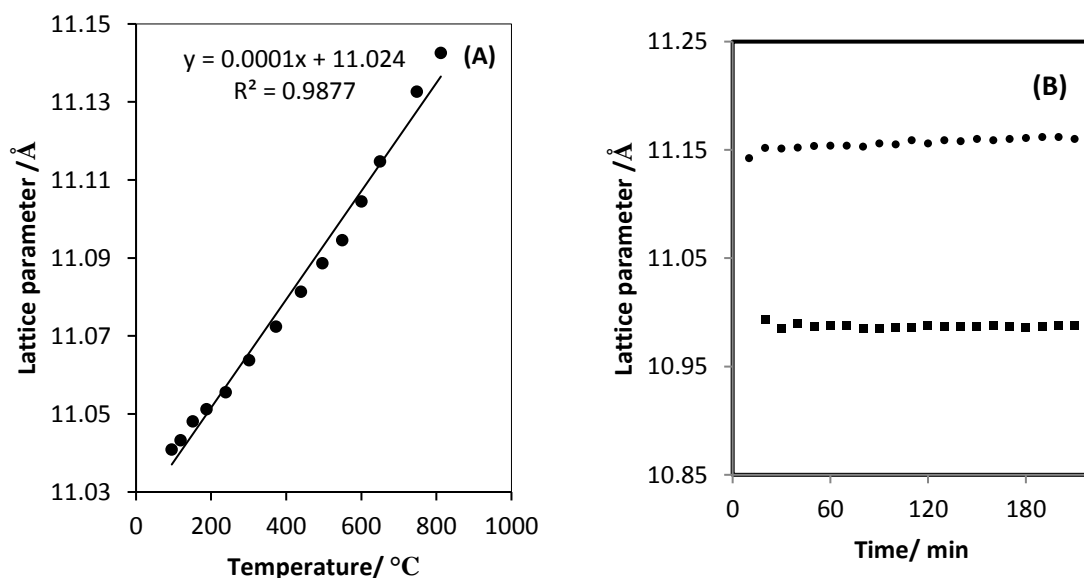 11.15
11.13
11.11
11.09
11.07
11.05
11.03
Lattice parameter /Å
y = 0.0001x + 11.024
R² = 0.9877
(A)
0 200 400 600 800 1000
Temperature/ °C
11.25
11.15
11.05
10.95
10.85
Lattice parameter /Å
(B)
0 60 120 180
Time/ min